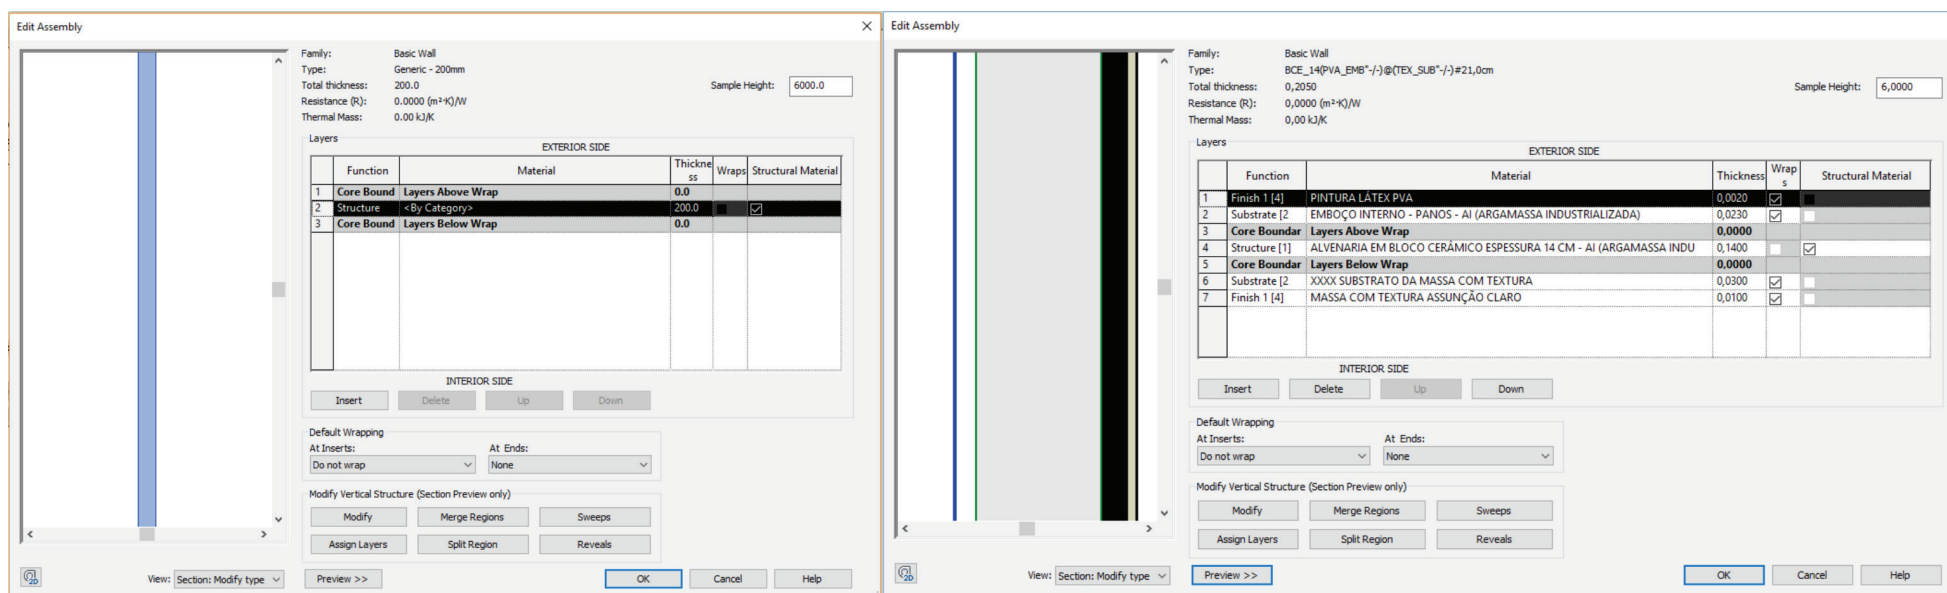 Edit Assembly
Family: Basic Wall
Type: Generic - 200mm
Total thickness: 200.0 Sample Height: 6000.0
Resistance (R): 0.0000 (m²·K)/W
Thermal Mass: 0.00 kJ/K
Layers
EXTERIOR SIDE
Function Material Thickne ss Wraps Structural Material
1 Core Bound Layers Above Wrap 0.0
2 Structure <By Category> 200.0
3 Core Bound Layers Below Wrap 0.0
INTERIOR SIDE
Insert Delete Up Down
Default Wrapping
At Inserts: At Ends:
Do not wrap None
Modify Vertical Structure (Section Preview only)
Modify Merge Regions Sweeps
Assign Layers Split Region Reveals
View: Section: Modify type Preview >> OK Cancel Help
Edit Assembly
Family: Basic Wall
Type: BCE_14(PVA_EMB"-/-)@(TEX_SUB"-/-)#21,0cm
Total thickness: 0,2050 Sample Height: 6,0000
Resistance (R): 0,0000 (m²·K)/W
Thermal Mass: 0,00 kJ/K
Layers
EXTERIOR SIDE
Function Material Thickness Wrap s Structural Material
1 Finish 1 [4] PINTURA LÁTEX PVA 0,0020
2 Substrate [2 EMBOÇO INTERNO - PANOS - AI (ARGAMASSA INDUSTRIALIZADA) 0,0230
3 Core Boundar Layers Above Wrap 0,0000
4 Structure [1] ALVENARIA EM BLOCO CERÂMICO ESPESSURA 14 CM - AI (ARGAMASSA INDU 0,1400
5 Core Boundar Layers Below Wrap 0,0000
6 Substrate [2 XXXX SUBSTRATO DA MASSA COM TEXTURA 0,0300
7 Finish 1 [4] MASSA COM TEXTURA ASSUNÇÃO CLARO 0,0100
INTERIOR SIDE
Insert Delete Up Down
Default Wrapping
At Inserts: At Ends:
Do not wrap None
Modify Vertical Structure (Section Preview only)
Modify Merge Regions Sweeps
Assign Layers Split Region Reveals
View: Section: Modify type Preview >> OK Cancel Help